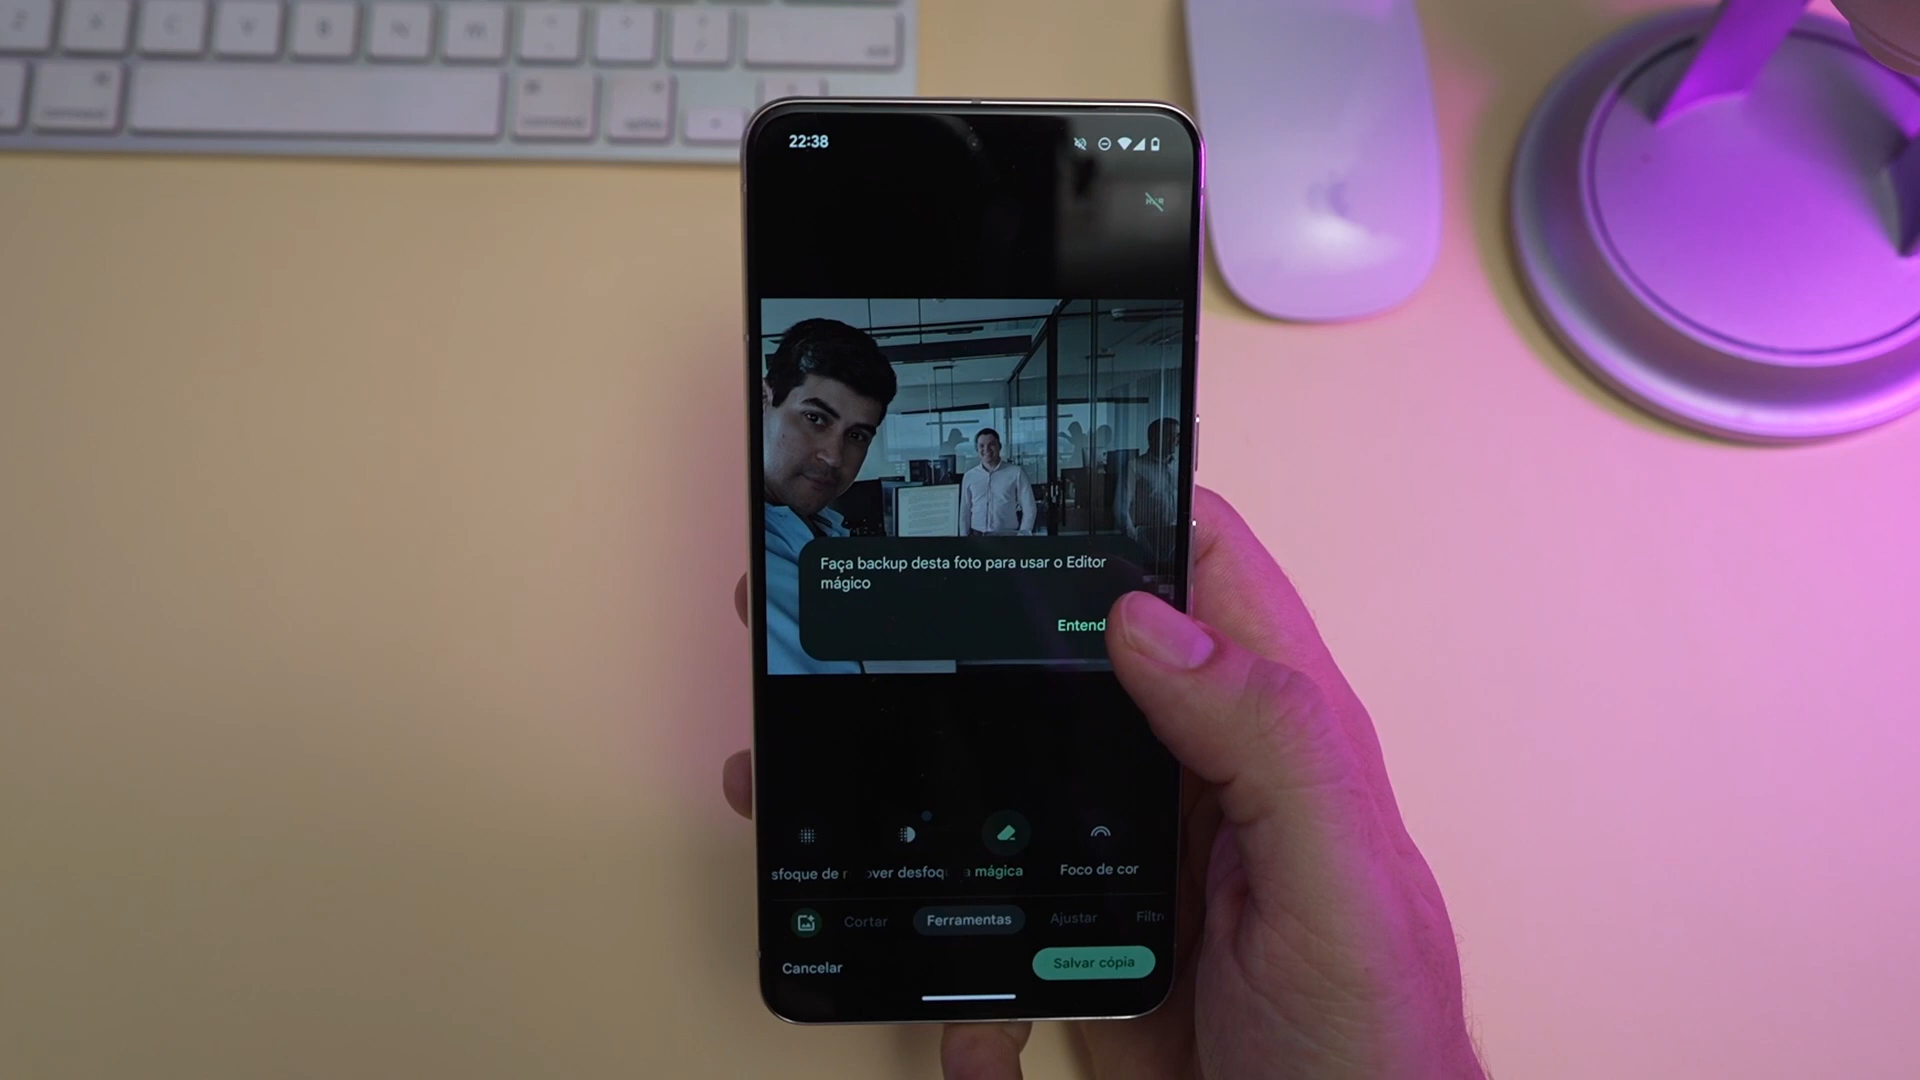 Z X C V B N M
22:38
Faça backup desta foto para usar o Editor
mágico
Entend
sfoque de
ver desfoq
a mágica
Foco de cor
Cortar
Ferramentas
Ajustar
Filtr
Cancelar
Salvar cópia